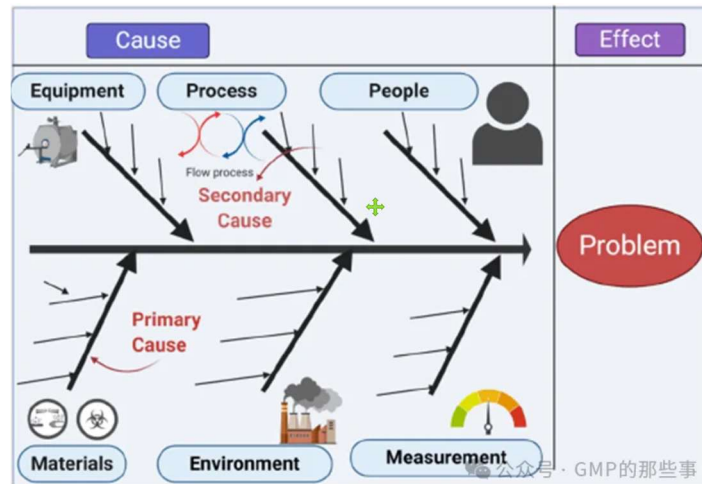 Cause
Effect
Equipment
Process
People
Flow process
Secondary
Cause
Problem
Primary
Cause
Materials
Environment
Measurement
公众号 · GMP的那些事